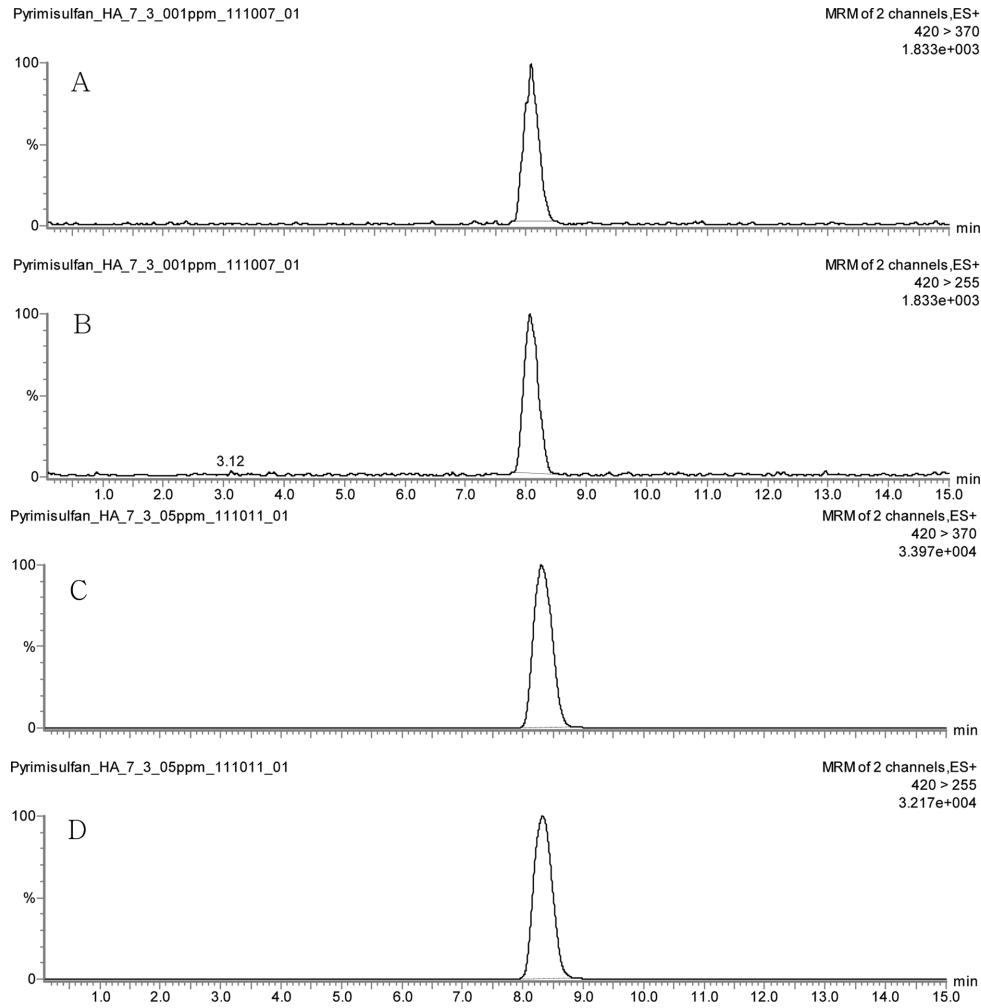 Pyrimisulfan_HA_7_3_001ppm_111007_01
MRM of 2 channels,ES+
420 > 370
1.833e+003
100
A
%
0
min
Pyrimisulfan_HA_7_3_001ppm_111007_01
MRM of 2 channels,ES+
420 > 255
1.833e+003
100
B
%
3.12
0
min
1.0 2.0 3.0 4.0 5.0 6.0 7.0 8.0 9.0 10.0 11.0 12.0 13.0 14.0 15.0
Pyrimisulfan_HA_7_3_05ppm_111011_01
MRM of 2 channels,ES+
420 > 370
3.397e+004
100
C
%
0
min
Pyrimisulfan_HA_7_3_05ppm_111011_01
MRM of 2 channels,ES+
420 > 255
3.217e+004
100
D
%
0
min
1.0 2.0 3.0 4.0 5.0 6.0 7.0 8.0 9.0 10.0 11.0 12.0 13.0 14.0 15.0